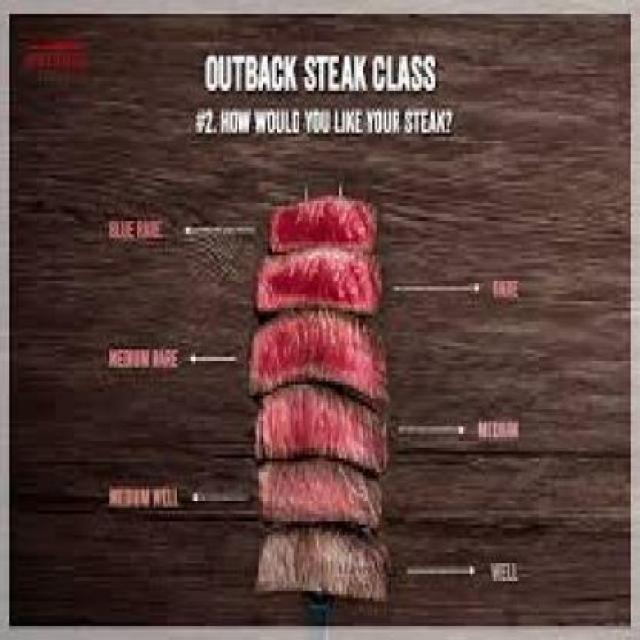 OUTBACK STEAK CLASS
#2. HOW WOULD YOU LIKE YOUR STEAK?
BLUE RARE
RARE
MEDIUM RARE
MEDIUM
MEDIUM WELL
WELL